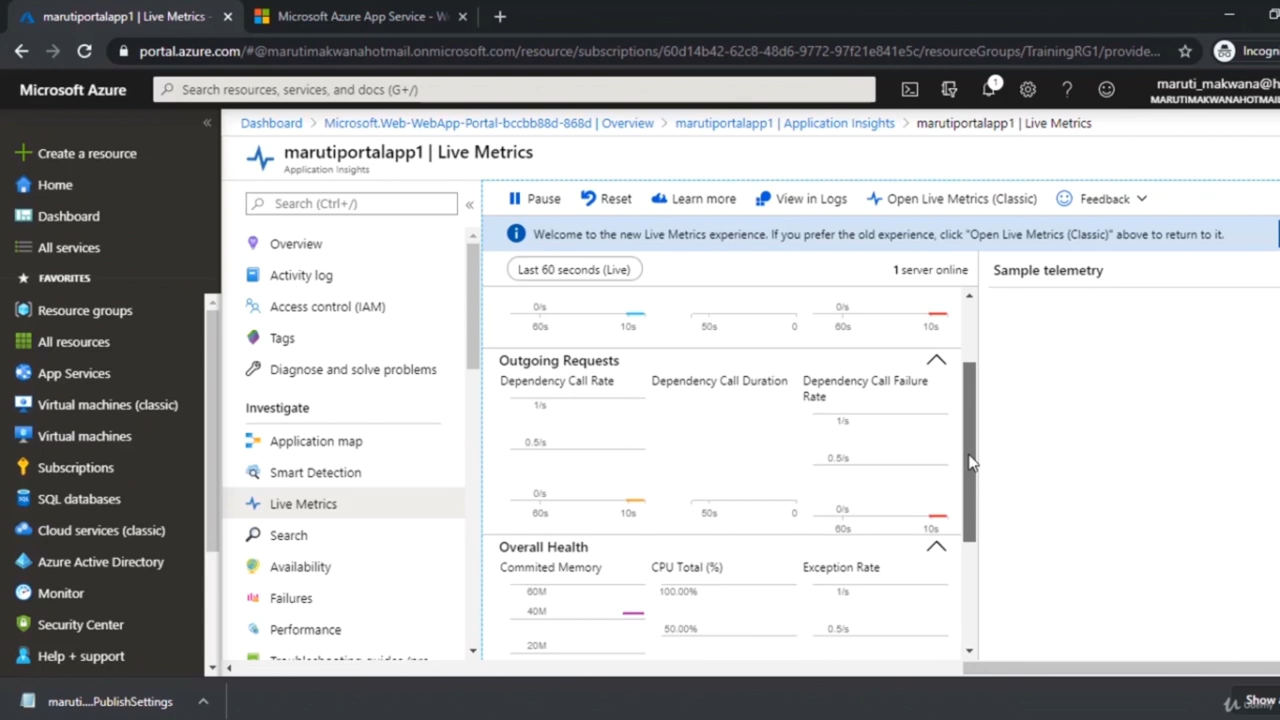 marutiportalapp1 | Live Metrics -
Microsoft Azure App Service - W
portal.azure.com/#@marutimakwanahotmail.onmicrosoft.com/resource/subscriptions/60d14b42-62c8-48d6-9772-97f21e841e5c/resourceGroups/TrainingRG1/provide...
Incogn
Microsoft Azure
Search resources, services, and docs (G+/)
1
maruti_makwana@h
MARUTIMAKWANAHOTMAIL
Create a resource
Home
Dashboard
All services
FAVORITES
Resource groups
All resources
App Services
Virtual machines (classic)
Virtual machines
Subscriptions
SQL databases
Cloud services (classic)
Azure Active Directory
Monitor
Security Center
Help + support
Dashboard > Microsoft.Web-WebApp-Portal-bccbb88d-868d | Overview > marutiportalapp1 | Application Insights > marutiportalapp1 | Live Metrics
marutiportalapp1 | Live Metrics
Application Insights
Search (Ctrl+/)
Overview
Activity log
Access control (IAM)
Tags
Diagnose and solve problems
Investigate
Application map
Smart Detection
Live Metrics
Search
Availability
Failures
Performance
Pause Reset Learn more View in Logs Open Live Metrics (Classic) Feedback
Welcome to the new Live Metrics experience. If you prefer the old experience, click "Open Live Metrics (Classic)" above to return to it.
Last 60 seconds (Live)
1 server online
Sample telemetry
0/s 0/s
60s 10s 50s 0 60s 10s
Outgoing Requests
Dependency Call Rate Dependency Call Duration Dependency Call Failure
Rate
1/s 1/s
0.5/s 0.5/s
0/s 0/s
60s 10s 50s 0 60s 10s
Overall Health
Commited Memory CPU Total (%) Exception Rate
60M 100.00% 1/s
40M
50.00% 0.5/s
20M
maruti....PublishSettings
Show
Udemy